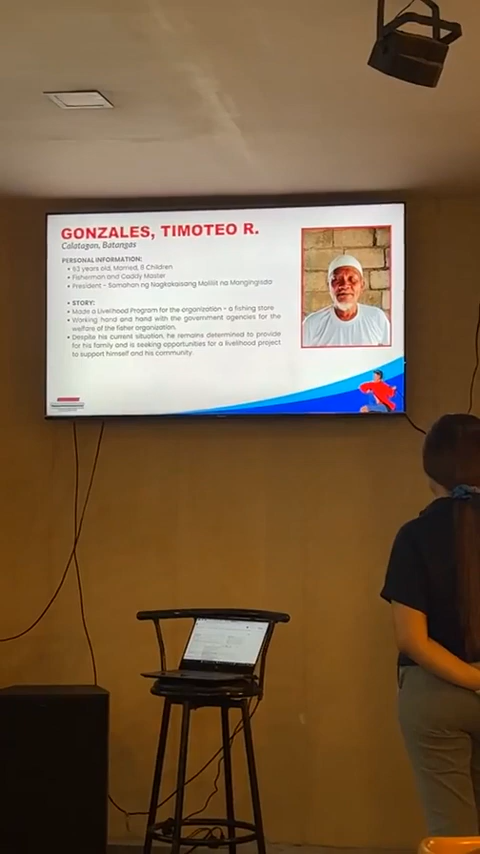 GONZALES, TIMOTEO R.
Calatagan, Batangas
PERSONAL INFORMATION:
• 63 years old, Married, 6 Children
• Fisherman and Caddy Master
• President - Samahan ng Nagkakaisang Maliliit na Mangingisda
• STORY:
• Made a Livelihood Program for the organization - a fishing store
• Working hand and hand with the government agencies for the
welfare of the fisher organization.
• Despite his current situation, he remains determined to provide
for his family and is seeking opportunities for a livelihood project
to support himself and his community.